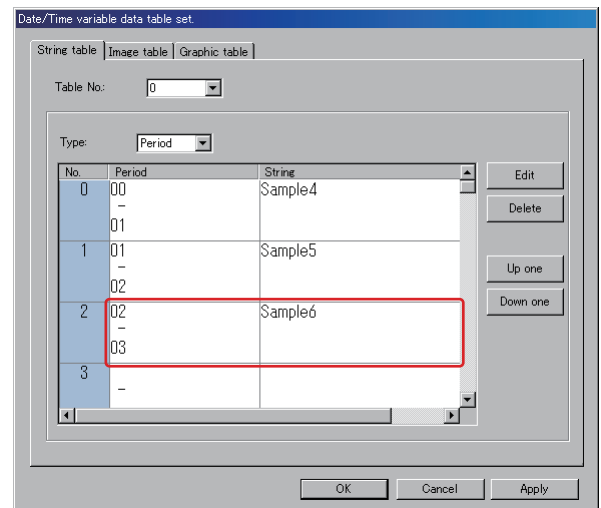 Date/Time variable data table set.
String table Image table Graphic table
Table No.: 0
Type: Period
No. Period String
0 00 Sample4
–
01
1 01 Sample5
–
02
2 02 Sample6
–
03
3
–
Edit
Delete
Up one
Down one
OK Cancel Apply